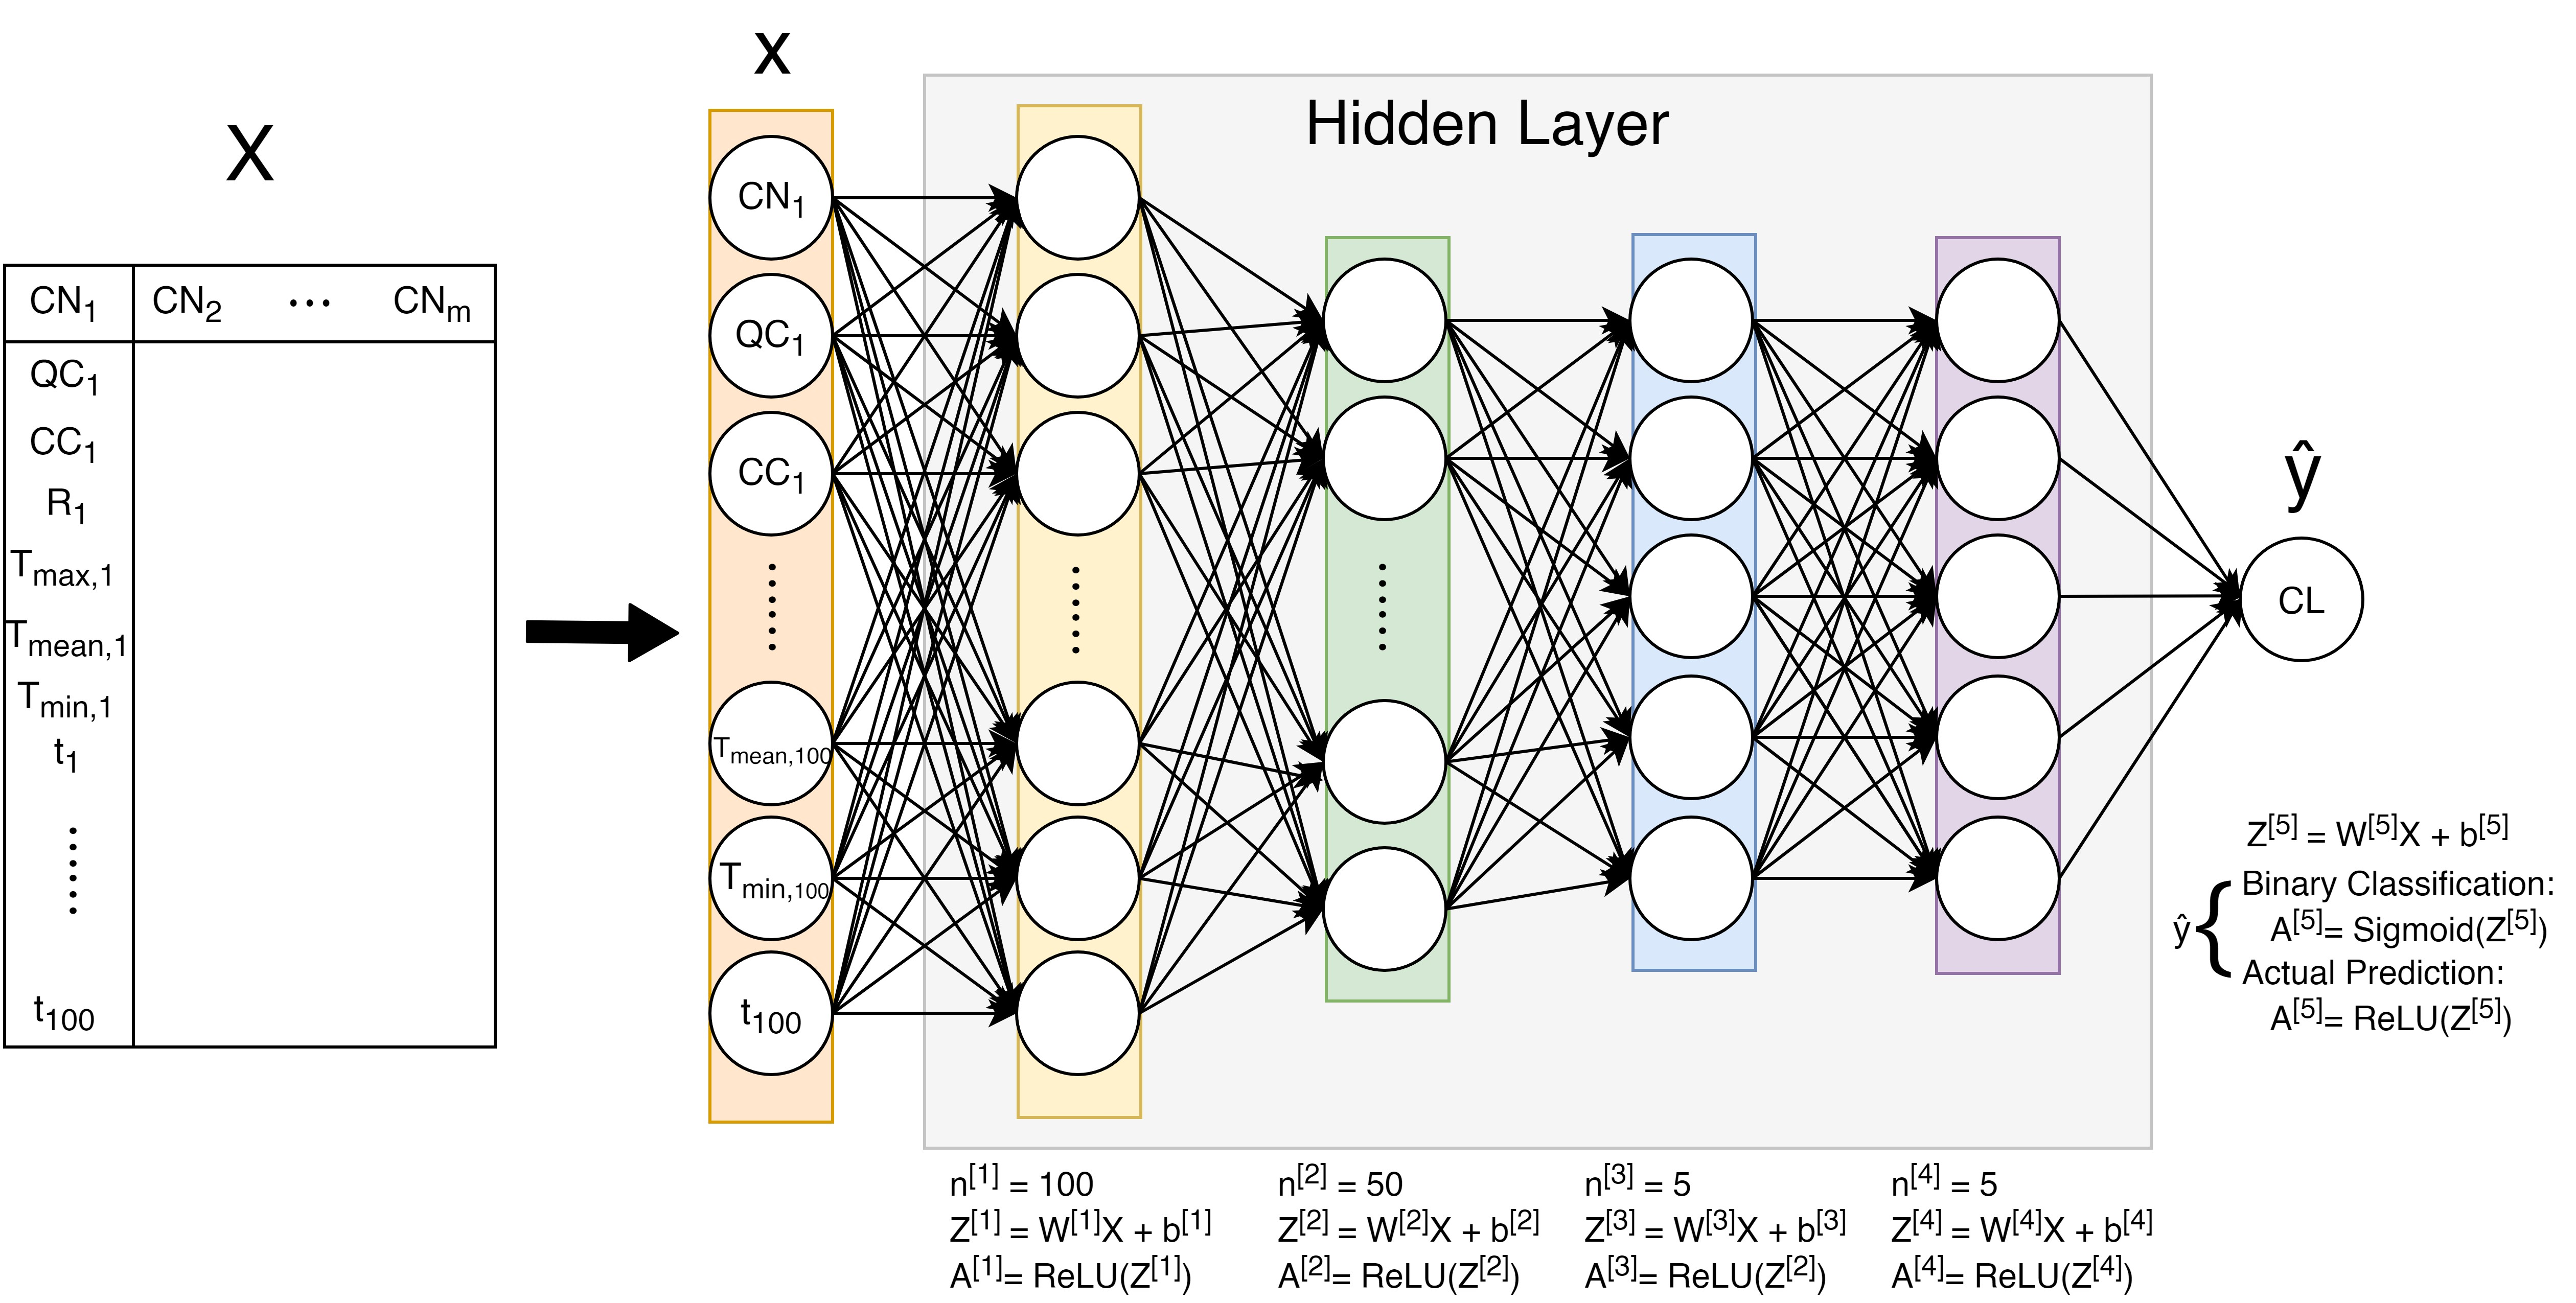 X
CN1 CN2 ··· CNm
QC1
CC1
R1
Tmax,1
Tmean,1
Tmin,1
t1
t100
x
CN1
QC1
CC1
Tmean,100
Tmin,100
t100
Hidden Layer
n[1] = 100
Z[1] = W[1]X + b[1]
A[1]= ReLU(Z[1])
n[2] = 50
Z[2] = W[2]X + b[2]
A[2]= ReLU(Z[2])
n[3] = 5
Z[3] = W[3]X + b[3]
A[3]= ReLU(Z[2])
n[4] = 5
Z[4] = W[4]X + b[4]
A[4]= ReLU(Z[4])
ŷ
CL
Z[5] = W[5]X + b[5]
ŷ { Binary Classification:
A[5]= Sigmoid(Z[5])
Actual Prediction:
A[5]= ReLU(Z[5])